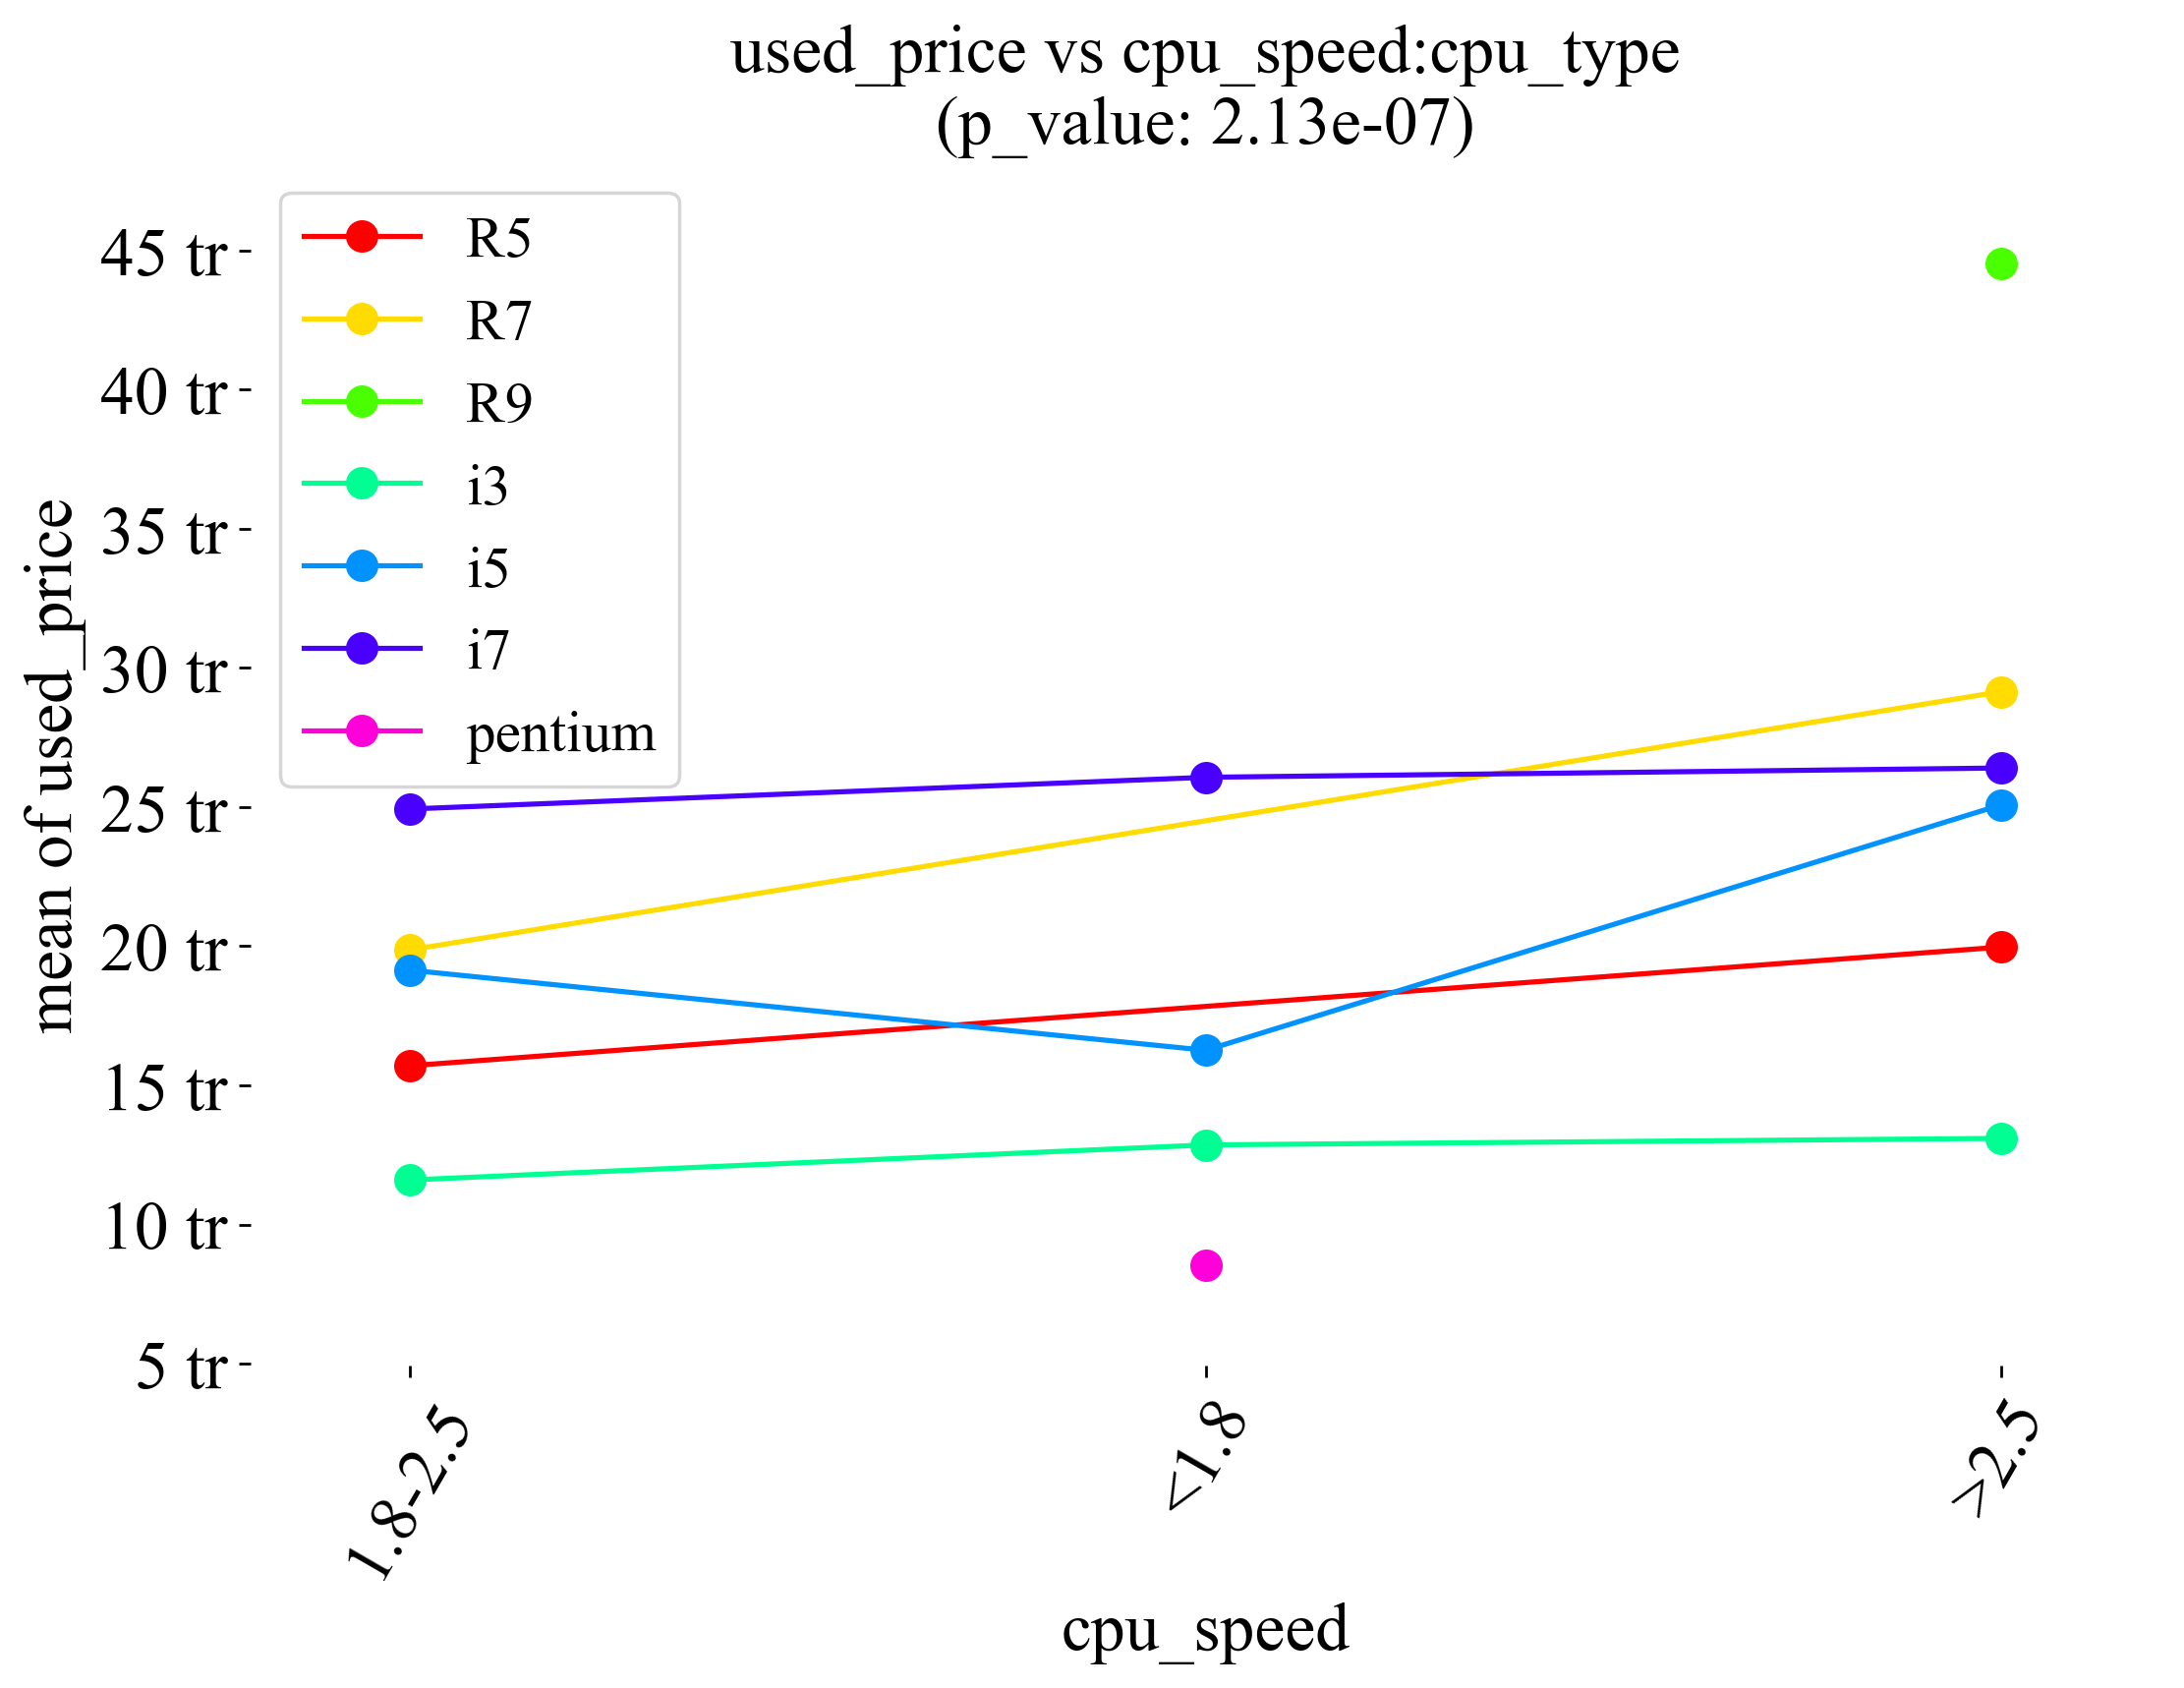 used_price vs cpu_speed:cpu_type
(p_value: 2.13e-07)
R5
R7
R9
i3
i5
i7
pentium
mean of used_price
45 tr
40 tr
35 tr
30 tr
25 tr
20 tr
15 tr
10 tr
5 tr
1.8-2.5
<1.8
>2.5
cpu_speed